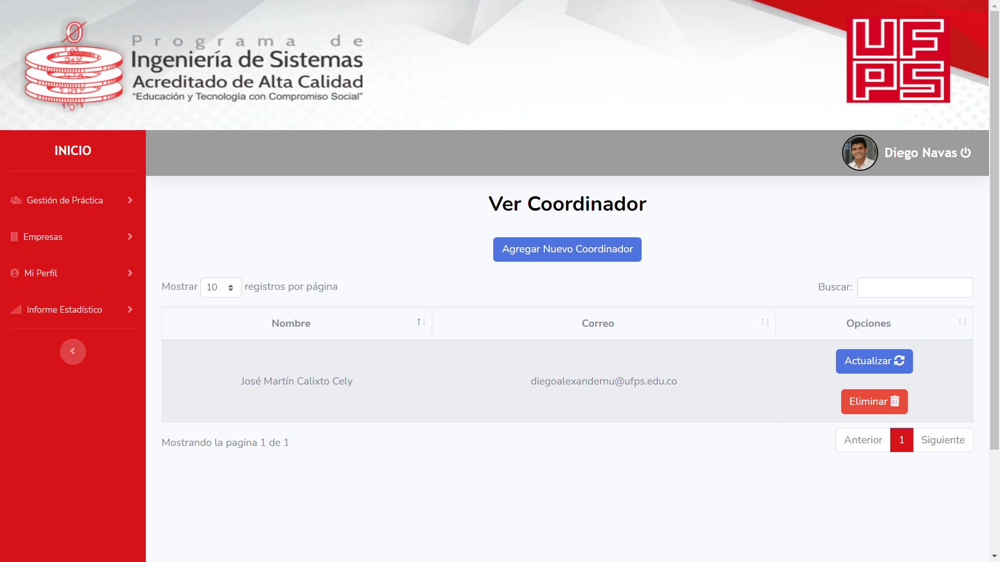 Programa de
Ingeniería de Sistemas
Acreditado de Alta Calidad
“Educación y Tecnología con Compromiso Social”
UFPS
INICIO
Diego Navas
Gestión de Práctica
Empresas
Mi Perfil
Informe Estadístico
Ver Coordinador
Agregar Nuevo Coordinador
Mostrar 10 registros por página
Buscar:
Nombre Correo Opciones
José Martín Calixto Cely diegoalexandernu@ufps.edu.co Actualizar
Eliminar
Mostrando la pagina 1 de 1
Anterior 1 Siguiente